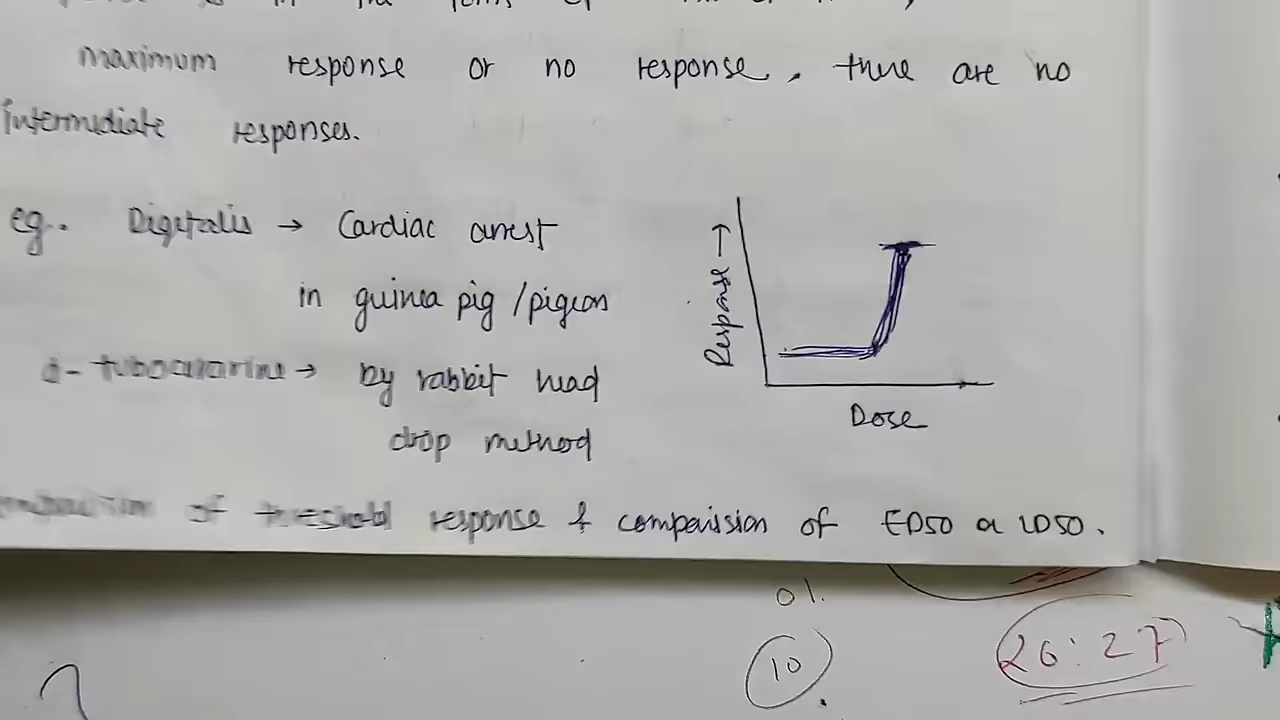 maximum response or no response. there are no
intermediate responses.
eg. Digitalis → Cardiac arrest
in guinea pig / pigeon
d- tubocurarine → by rabbit head
drop method
Response →
Dose
of threshold response & comparission of ED50 or LD50.
01.
10
26:27